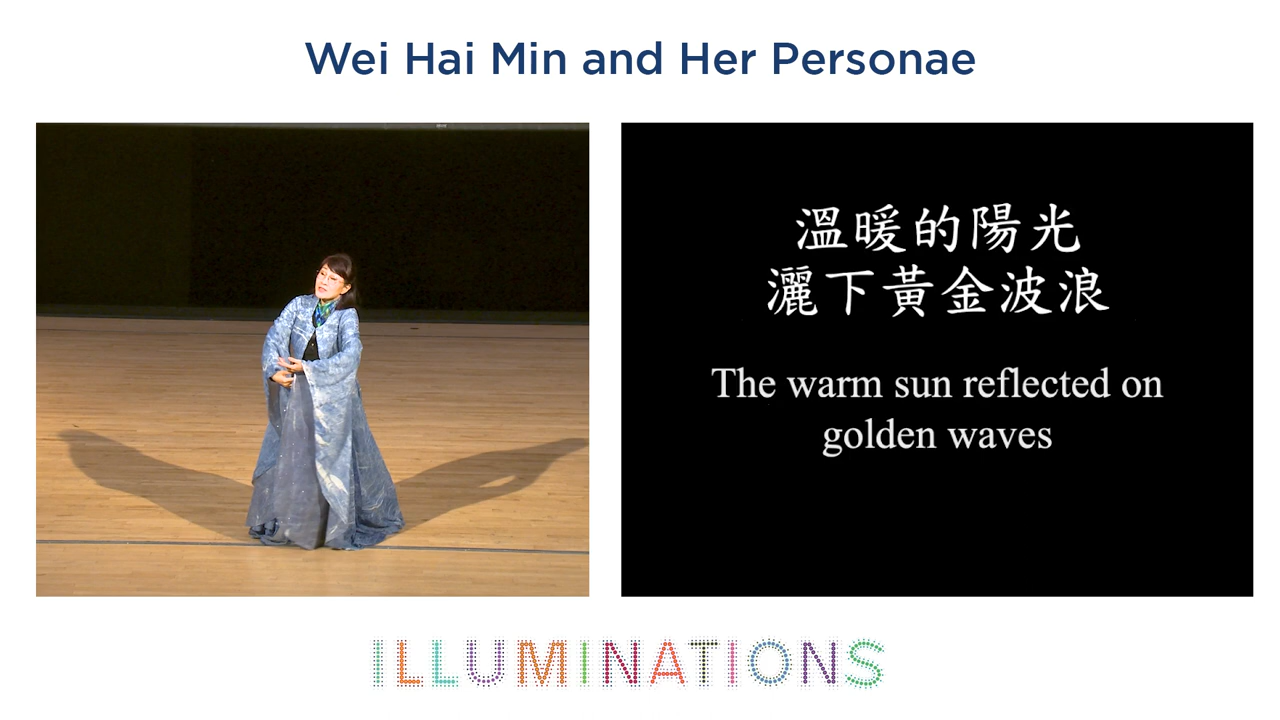 Wei Hai Min and Her Personae
溫暖的陽光
灑下黃金波浪
The warm sun reflected on
golden waves
ILLUMINATIONS